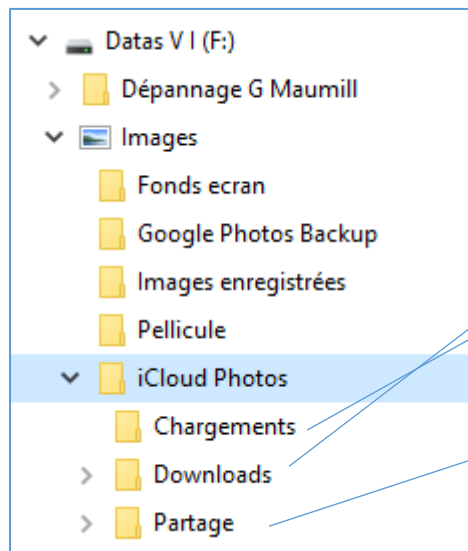 Datas V I (F:)
Dépannage G Maumill
Images
Fonds ecran
Google Photos Backup
Images enregistrées
Pellicule
iCloud Photos
Chargements
Downloads
Partage